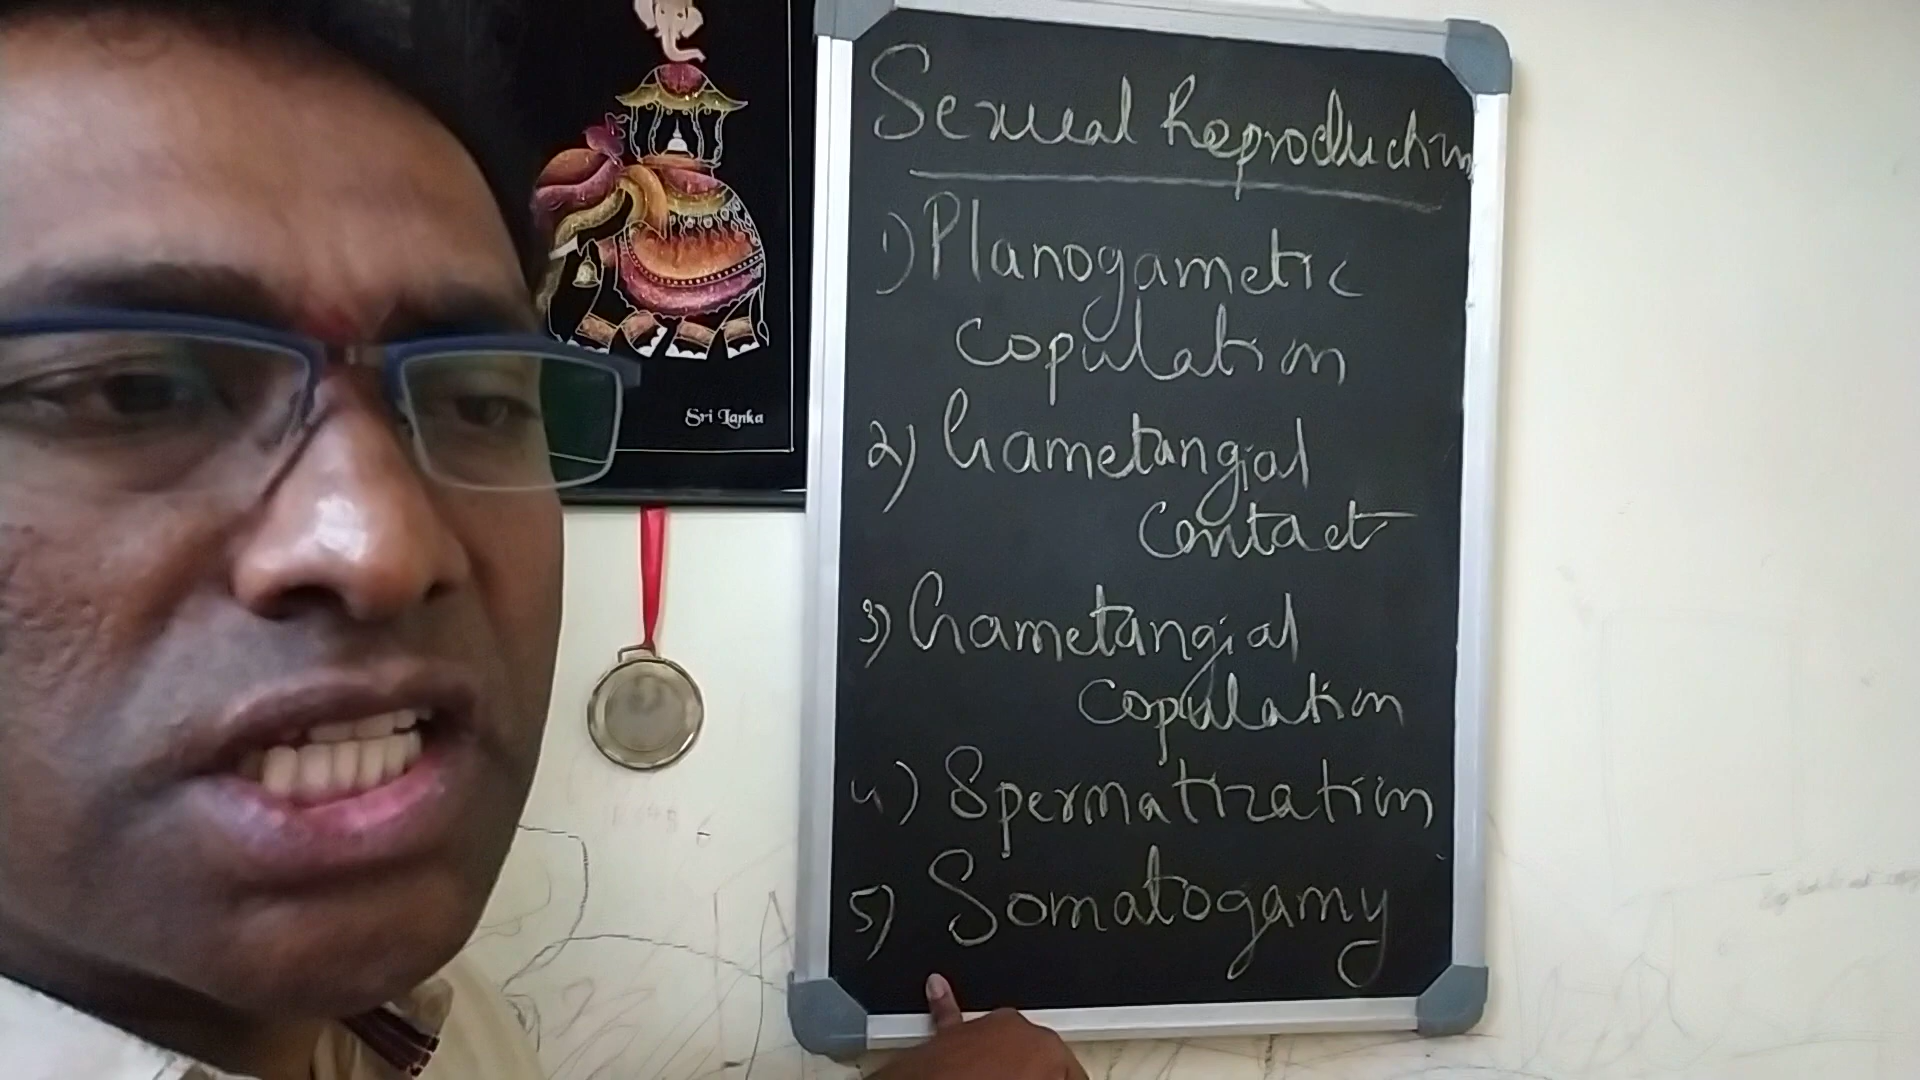 Sri Lanka
Sexual Reproduction
1) Planogametic
copulation
2) Gametangial
Contact
3) Gametangial
copulation
4) Spermatization
5) Somatogamy